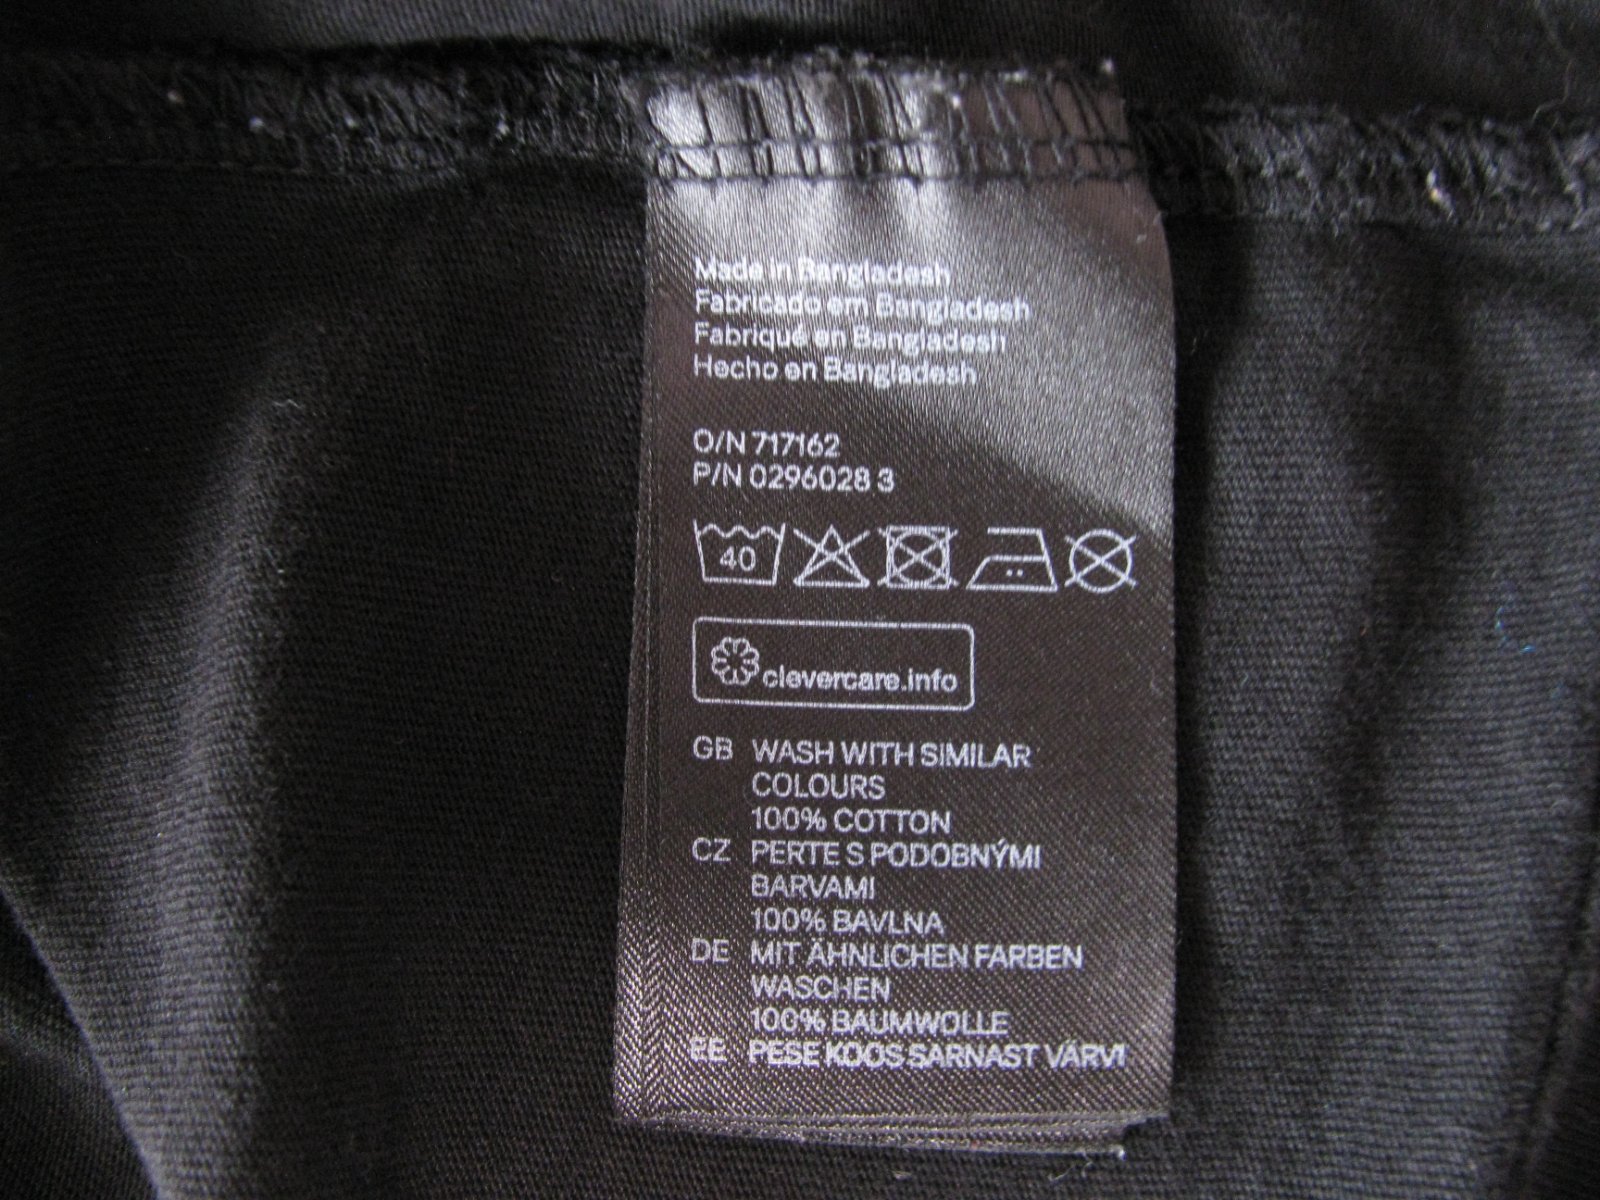 Made in Bangladesh
Fabricado em Bangladesh
Fabriqué en Bangladesh
Hecho en Bangladesh
O/N 717162
P/N 0296028 3
40
clevercare.info
GB WASH WITH SIMILAR
COLOURS
100% COTTON
CZ PERTE S PODOBNÝMI
BARVAMI
100% BAVLNA
DE MIT ÄHNLICHEN FARBEN
WASCHEN
100% BAUMWOLLE
EE PESE KOOS SARNAST VÄRVI